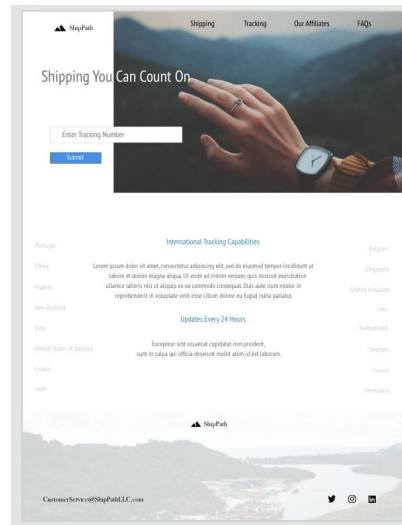 ShipPath
Shipping
Tracking
Our Affiliates
FAQs
Shipping You Can Count On
Enter Tracking Number
Submit
International Tracking Capabilities
Lorem ipsum dolor sit amet, consectetur adipiscing elit, sed do eiusmod tempor incididunt ut
labore et dolore magna aliqua. Ut enim ad minim veniam, quis nostrud exercitation
ullamco laboris nisi ut aliquip ex ea commodo consequat. Duis aute irure dolor in
reprehenderit in voluptate velit esse cillum dolore eu fugiat nulla pariatur.
Updates Every 24 Hours
Excepteur sint occaecat cupidatat non proident,
sunt in culpa qui officia deserunt mollit anim id est laborum.
Portugal
China
Nigeria
New Zealand
Peru
United States of America
Ecuador
Japan
Belgium
Singapore
United Kingdom
India
Switzerland
Sweden
Finland
Venezuela
ShipPath
CustomerService@ShipPathLLC.com